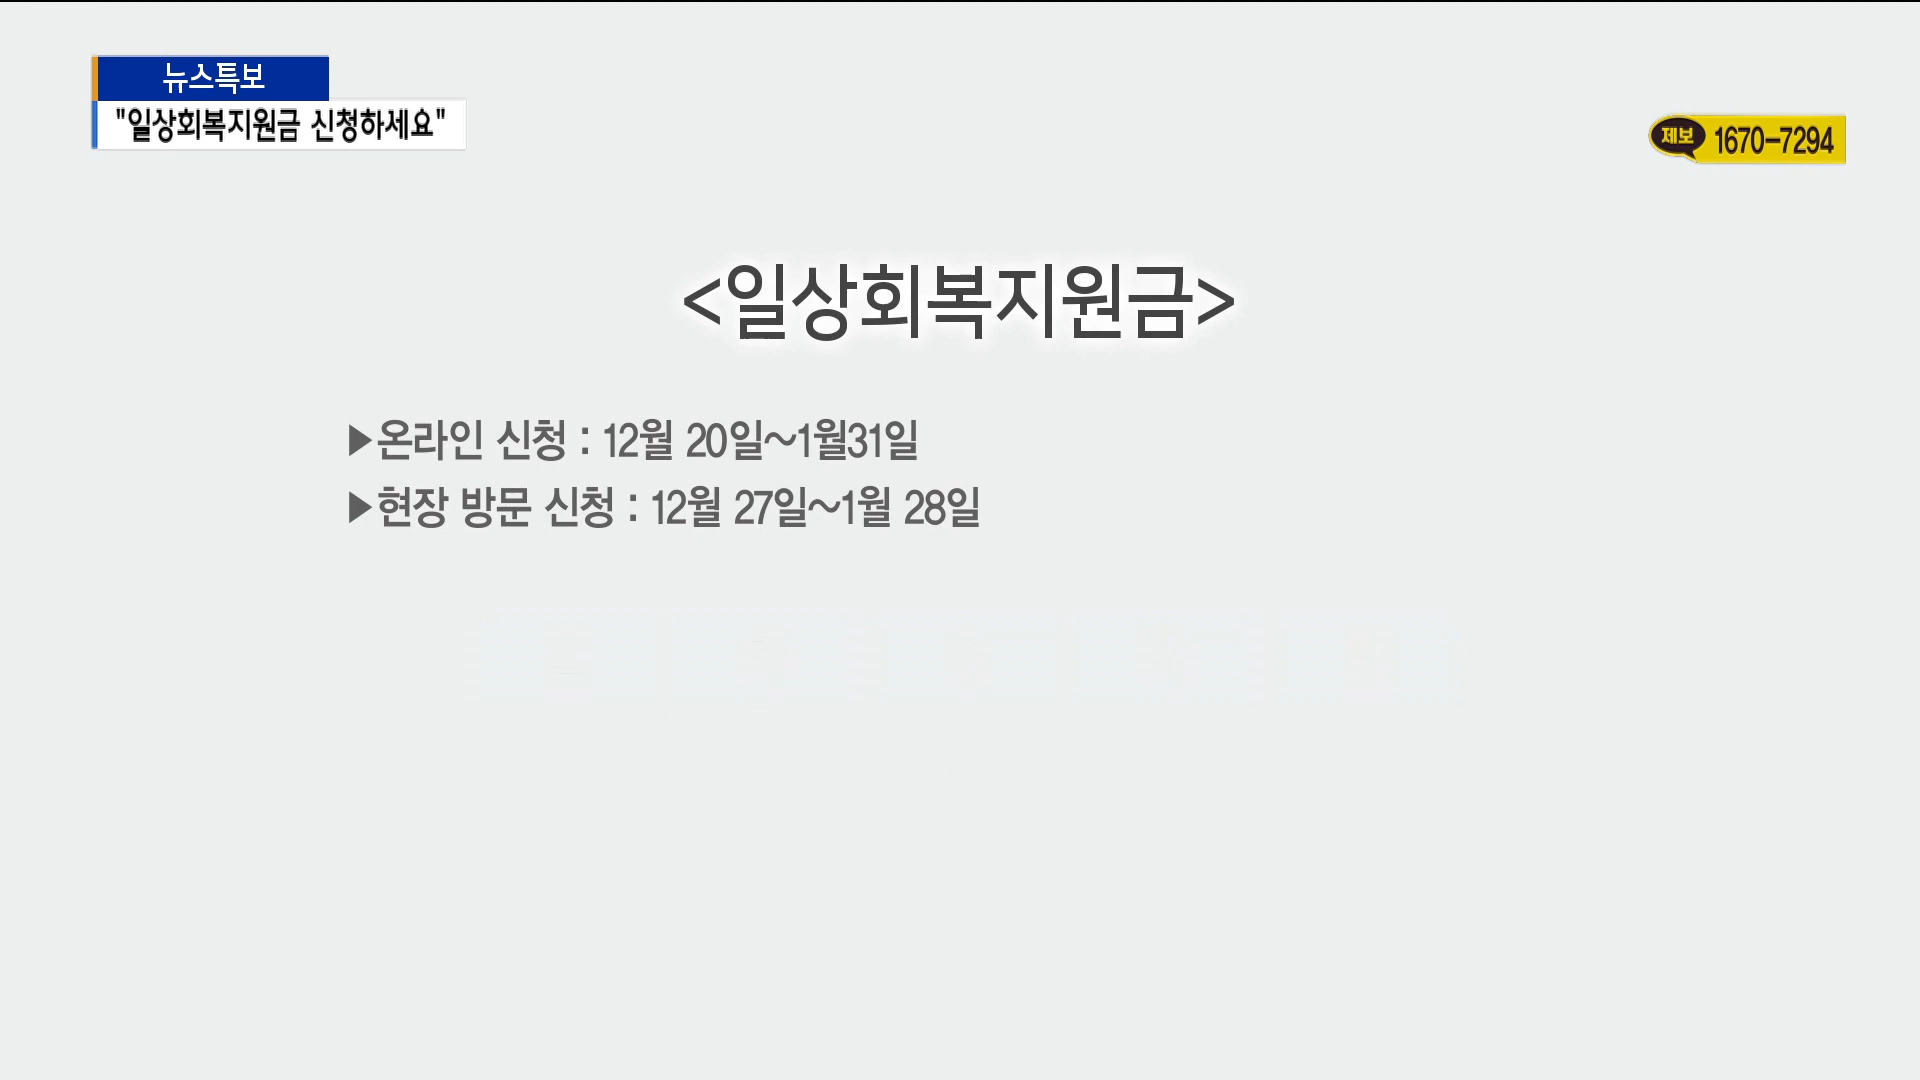 뉴스특보
"일상회복지원금 신청하세요"
제보 1670-7294
<일상회복지원금>
▶온라인 신청 : 12월 20일~1월31일
▶현장 방문 신청 : 12월 27일~1월 28일